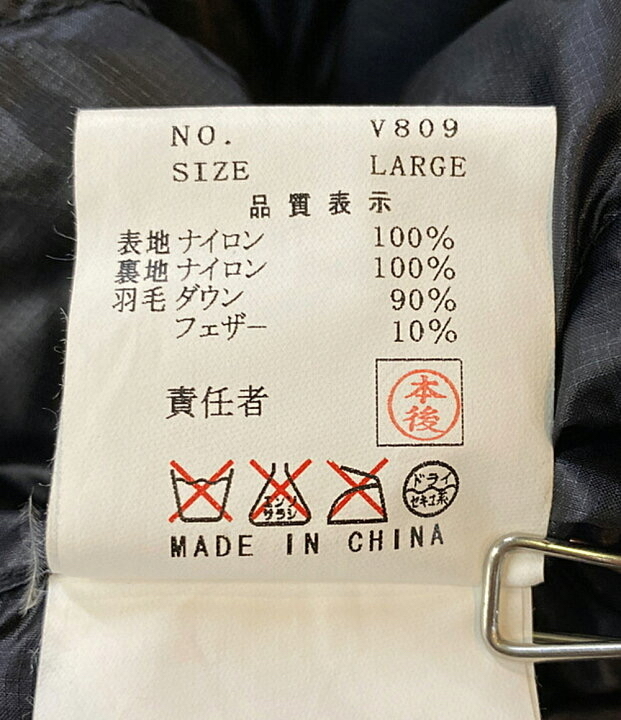 NO. V809
SIZE LARGE
品質表示
表地 ナイロン 100%
裏地 ナイロン 100%
羽毛 ダウン 90%
フェザー 10%
責任者
本後
エンソサラシ
ドライ
セキユ系
MADE IN CHINA